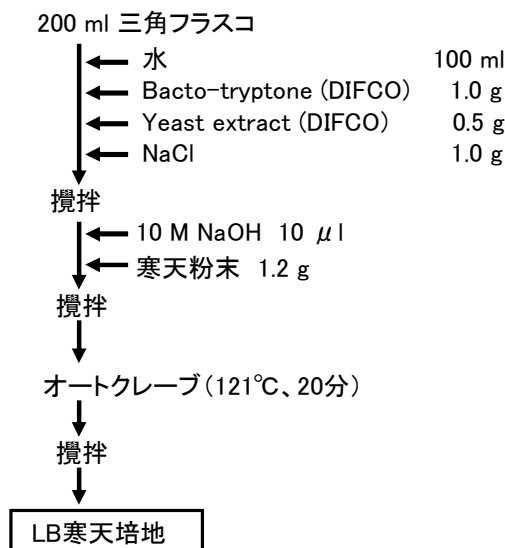 200 ml 三角フラスコ
水 100 ml
Bacto-tryptone (DIFCO) 1.0 g
Yeast extract (DIFCO) 0.5 g
NaCl 1.0 g
攪拌
10 M NaOH 10 μl
寒天粉末 1.2 g
攪拌
オートクレーブ(121℃、20分)
攪拌
LB寒天培地